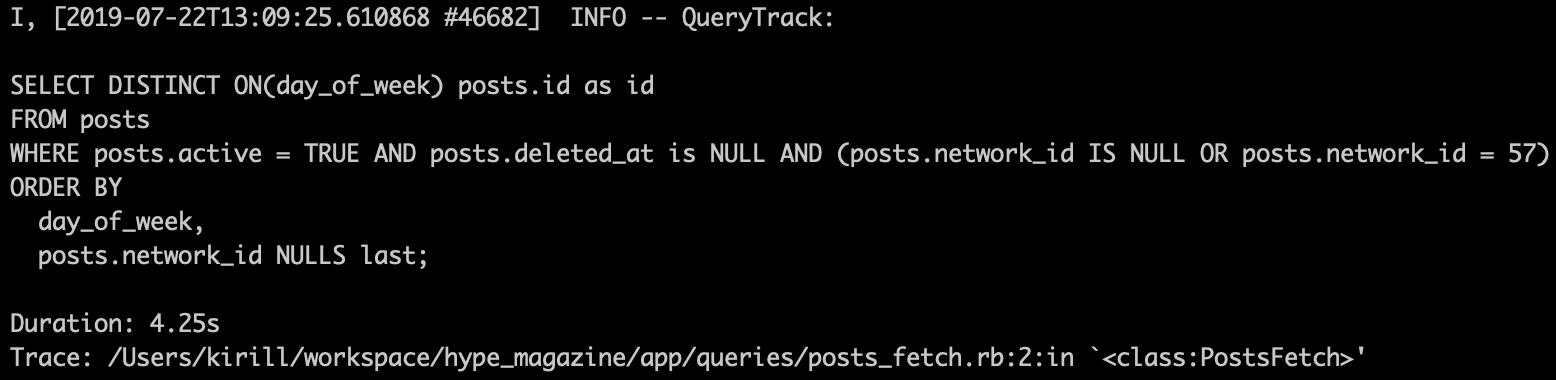 I, [2019-07-22T13:09:25.610868 #46682]  INFO -- QueryTrack:
SELECT DISTINCT ON(day_of_week) posts.id as id
FROM posts
WHERE posts.active = TRUE AND posts.deleted_at is NULL AND (posts.network_id IS NULL OR posts.network_id = 57)
ORDER BY
  day_of_week,
  posts.network_id NULLS last;
Duration: 4.25s
Trace: /Users/kirill/workspace/hype_magazine/app/queries/posts_fetch.rb:2:in `<class:PostsFetch>'